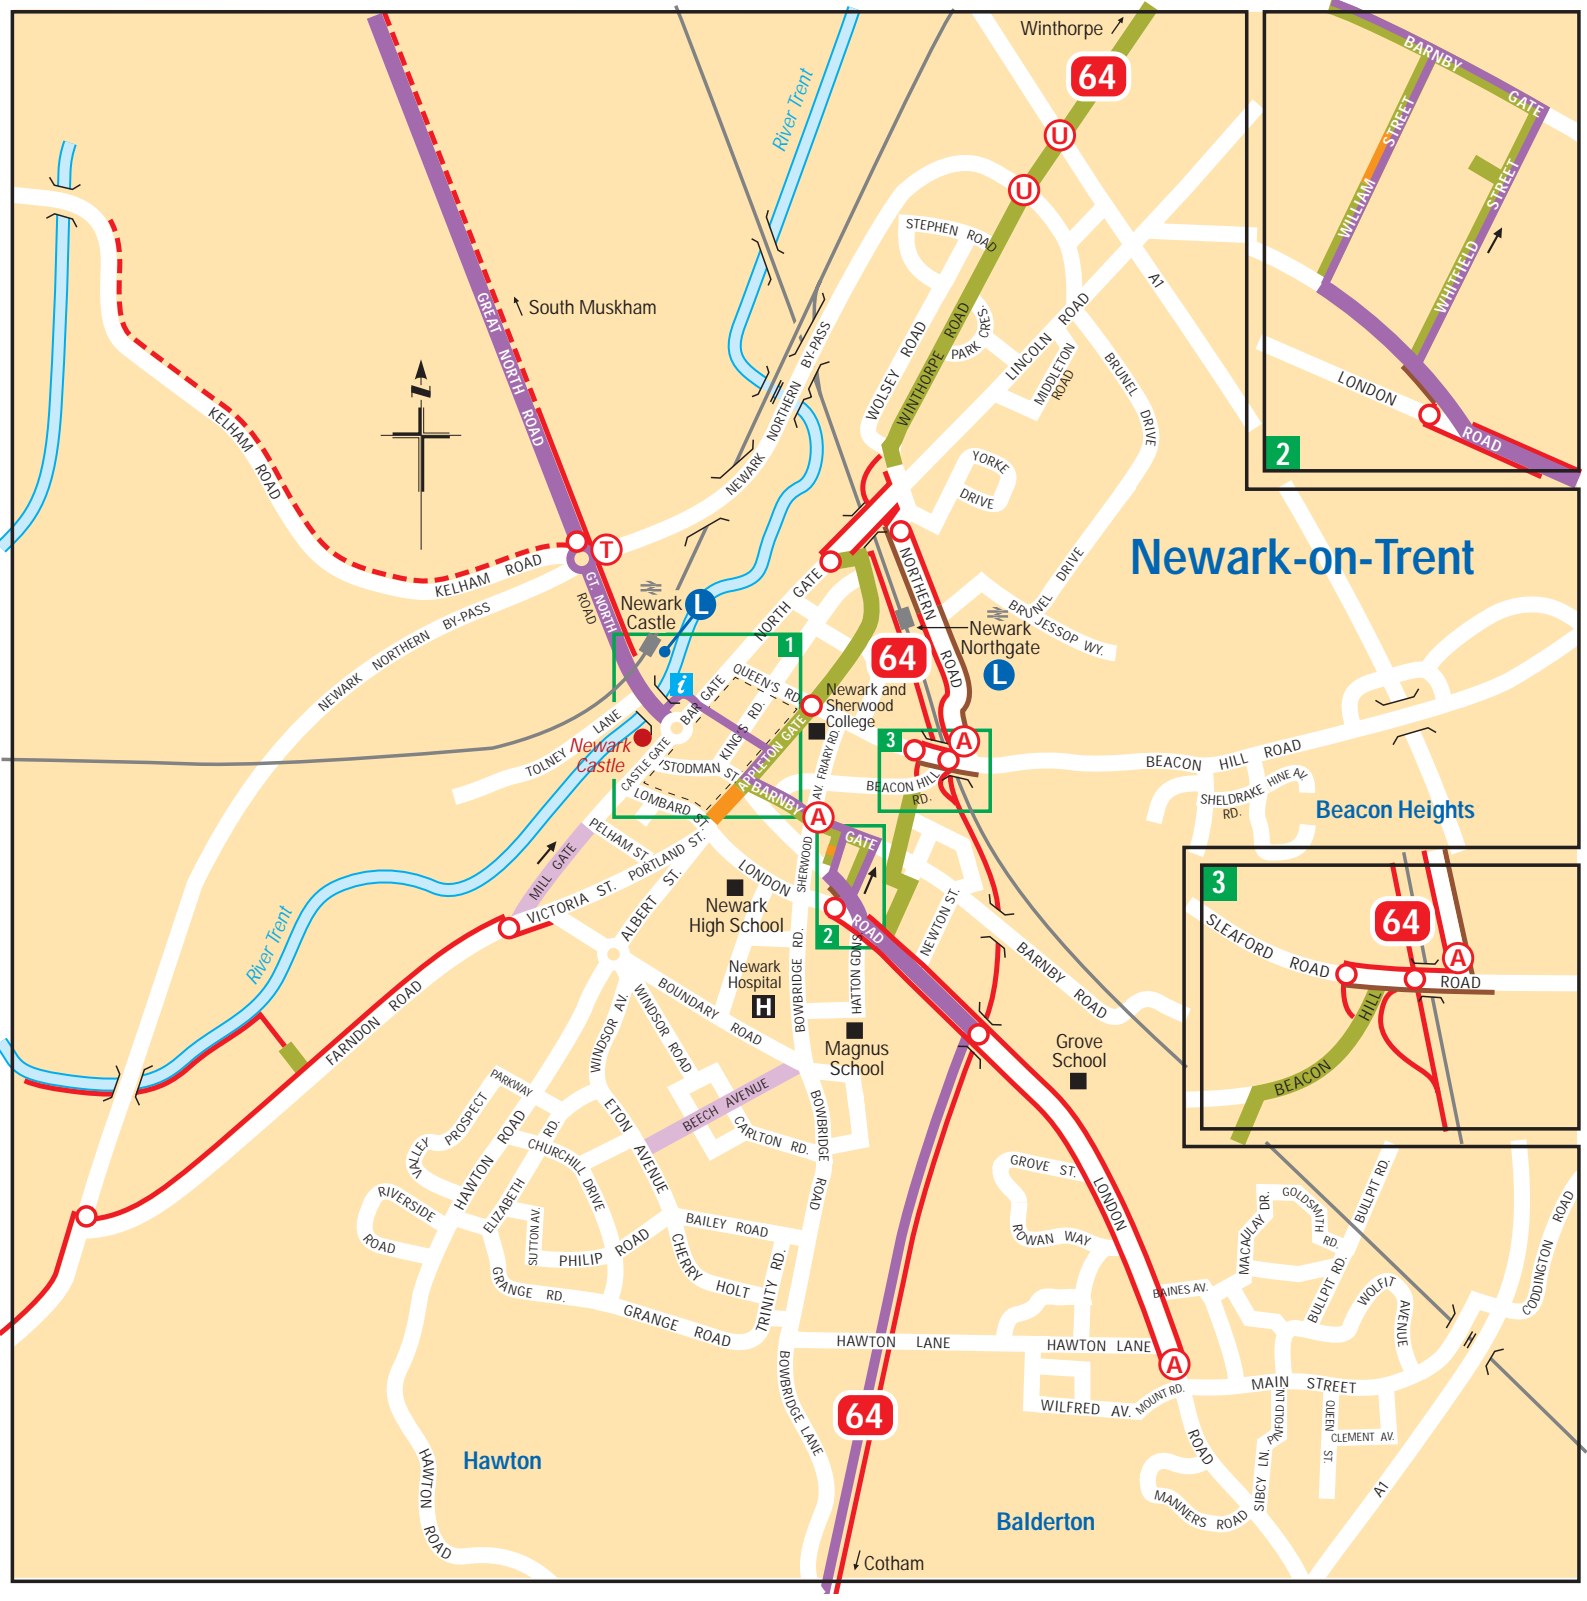 Winthorpe
64
U
U
River Trent
BARNBY
GATE
WILLIAM STREET
WHITFIELD STREET
LONDON
ROAD
2
STEPHEN ROAD
A1
South Muskham
GREAT NORTH ROAD
N
KELHAM ROAD
KELHAM ROAD
T
NEWARK NORTHERN BY-PASS
WOLSEY ROAD
WINTHORPE ROAD
PARK CRES.
LINCOLN ROAD
MIDDLETON
ROAD
BRUNEL DRIVE
YORKE
DRIVE
Newark-on-Trent
GT. NORTH
ROAD
NEWARK NORTHERN BY-PASS
Newark
Castle
L
NORTH GATE
NORTHERN ROAD
BRUNEL DRIVE
JESSOP WY.
Newark
Northgate
L
64
1
i
BAR GATE
QUEEN'S RD.
KING'S RD.
TOLNEY LANE
Newark
Castle
CASTLE GATE
STODMAN ST.
LOMBARD ST.
APPLETON GATE
Newark and
Sherwood
College
FRIARY RD.
BARNBY
GATE
A
3
A
BEACON HILL
RD.
BEACON HILL ROAD
SHELDRAKE
RD.
HINE AV.
Beacon Heights
MILL GATE
PELHAM ST.
PORTLAND ST.
VICTORIA ST.
ALBERT ST.
LONDON
ROAD
SHERWOOD AV.
2
Newark
High School
Newark
Hospital
H
BOWBRIDGE RD.
HATTON GDNS.
NEWTON ST.
BARNBY ROAD
River Trent
FARNDON ROAD
BOUNDARY ROAD
WINDSOR AV.
WINDSOR ROAD
Magnus
School
Grove
School
3
SLEAFORD ROAD
64
A
ROAD
BEACON HILL
PARKWAY
PROSPECT
VALLEY
HAWTON ROAD
ETON AVENUE
BEECH AVENUE
CARLTON RD.
BOWBRIDGE ROAD
CHURCHILL DRIVE
ELIZABETH RD.
RIVERSIDE
ROAD
SUTTON AV.
PHILIP ROAD
BAILEY ROAD
CHERRY HOLT
TRINITY RD.
GRANGE RD.
GRANGE ROAD
GROVE ST.
ROWAN WAY
LONDON
HAWTON LANE
HAWTON LANE
BAINES AV.
MACAULAY DR.
GOLDSMITH
RD.
BULLPIT RD.
BULPIT RD.
WOLFIT
AVENUE
CODDINGTON ROAD
A
64
BOWBRIDGE LANE
WILFRED AV.
MOUNT RD.
MAIN STREET
PINFOLD LN.
QUEEN ST.
CLEMENT AV.
ROAD
SIBCY LN.
MANNERS ROAD
A1
Hawton
HAWTON ROAD
Balderton
Cotham